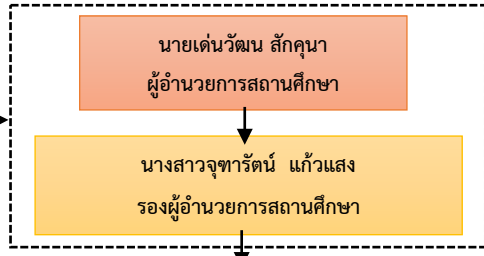 นายเด่นวัฒน สักคุนา
ผู้อำนวยการสถานศึกษา
นางสาวจุฑารัตน์ แก้วแสง
รองผู้อำนวยการสถานศึกษา